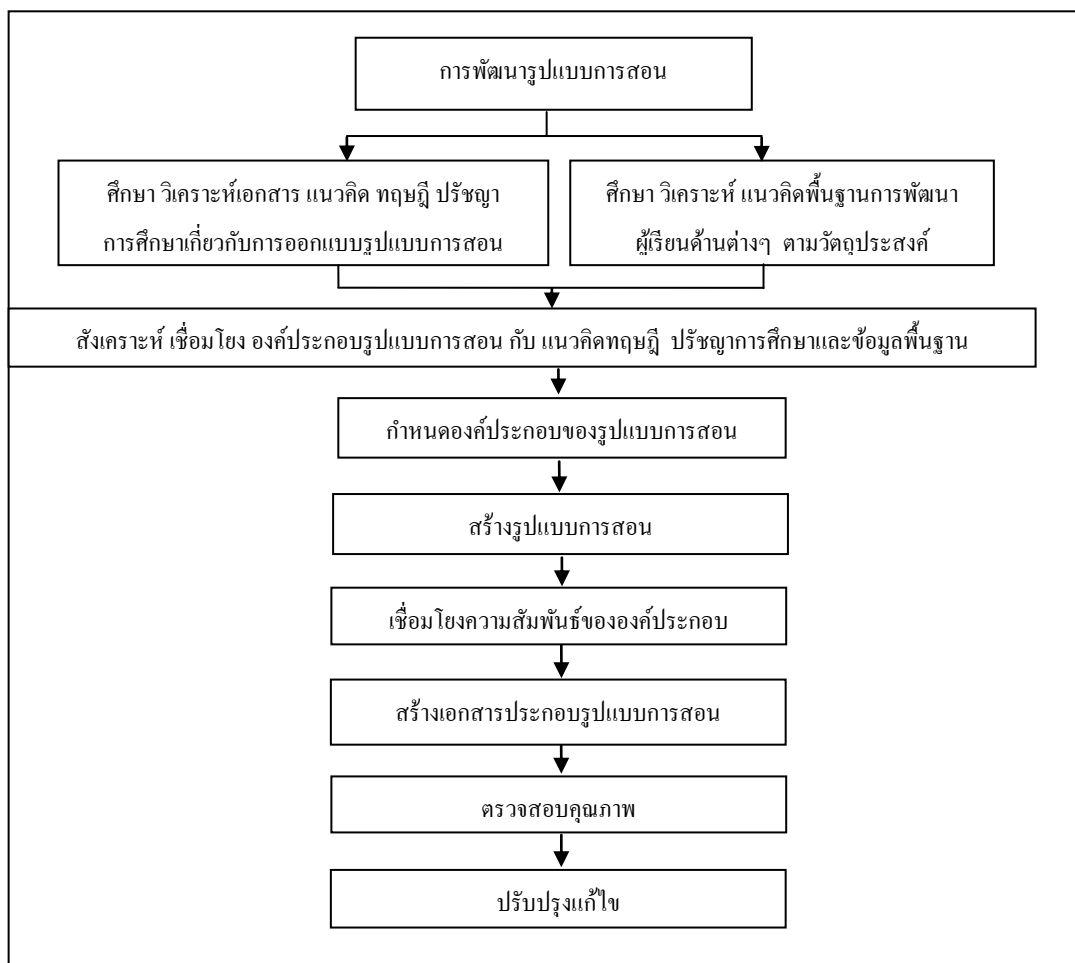 การพัฒนารูปแบบการสอน
ศึกษา วิเคราะห์เอกสาร แนวคิด ทฤษฎี ปรัชญา
การศึกษาเกี่ยวกับการออกแบบรูปแบบการสอน
ศึกษา วิเคราะห์ แนวคิดพื้นฐานการพัฒนา
ผู้เรียนด้านต่างๆ ตามวัตถุประสงค์
สังเคราะห์ เชื่อมโยง องค์ประกอบรูปแบบการสอน กับ แนวคิดทฤษฎี ปรัชญาการศึกษาและข้อมูลพื้นฐาน
กำหนดองค์ประกอบของรูปแบบการสอน
สร้างรูปแบบการสอน
เชื่อมโยงความสัมพันธ์ขององค์ประกอบ
สร้างเอกสารประกอบรูปแบบการสอน
ตรวจสอบคุณภาพ
ปรับปรุงแก้ไข